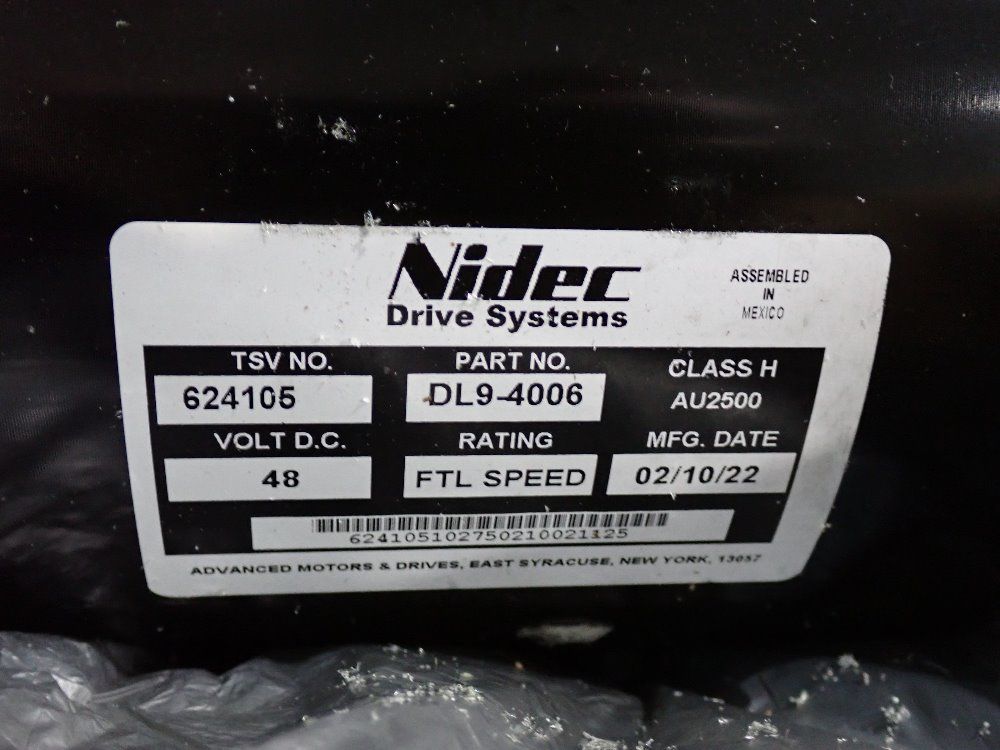 Nidec
Drive Systems
ASSEMBLED
IN
MEXICO
TSV NO.
624105
PART NO.
DL9-4006
CLASS H
AU2500
VOLT D.C.
48
RATING
FTL SPEED
MFG. DATE
02/10/22
624105102750210021125
ADVANCED MOTORS & DRIVES, EAST SYRACUSE, NEW YORK, 13057